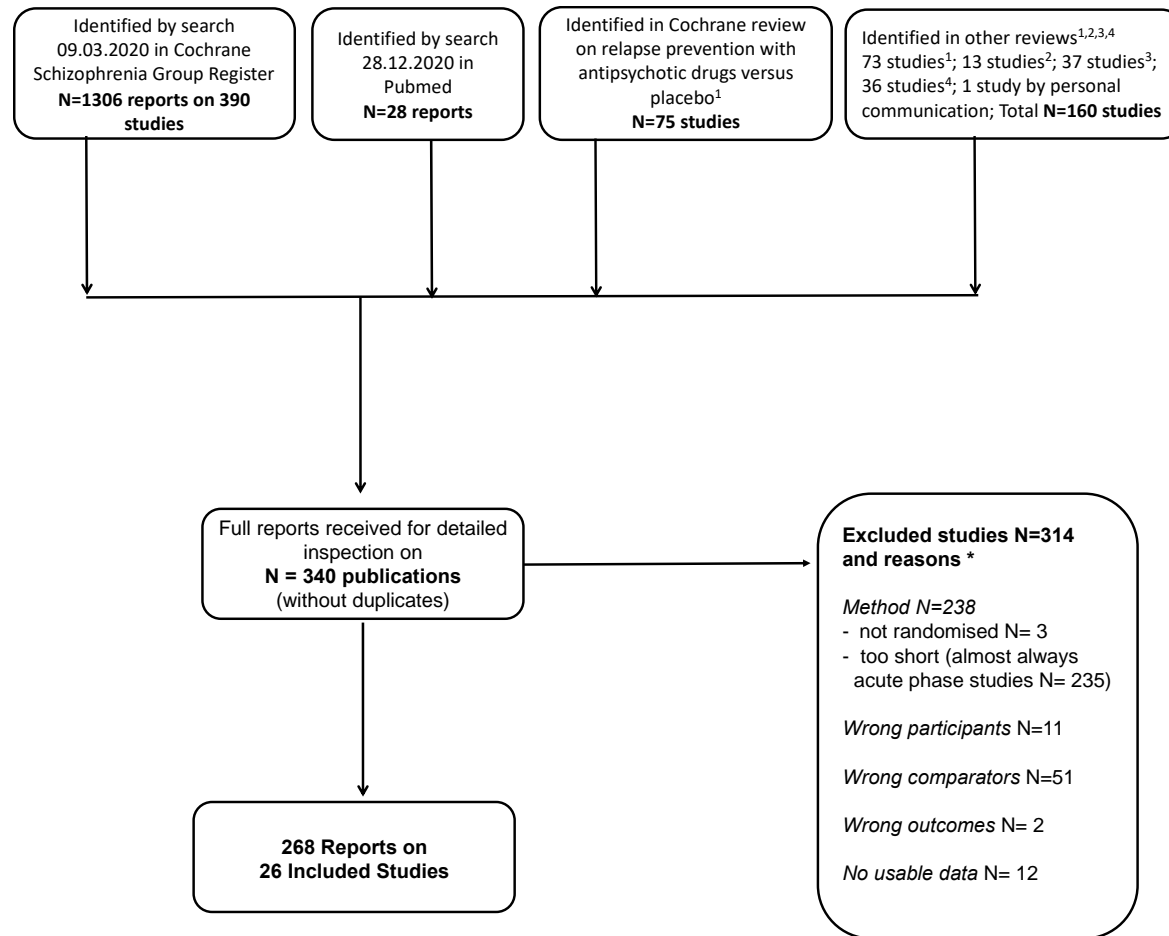 Identified by search
09.03.2020 in Cochrane
Schizophrenia Group Register
N=1306 reports on 390
studies
Identified by search
28.12.2020 in
Pubmed
N=28 reports
Identified in Cochrane review
on relapse prevention with
antipsychotic drugs versus
placebo¹
N=75 studies
Identified in other reviews¹,²,³,⁴
73 studies¹; 13 studies²; 37 studies³;
36 studies⁴; 1 study by personal
communication; Total N=160 studies
Full reports received for detailed
inspection on
N = 340 publications
(without duplicates)
Excluded studies N=314
and reasons *
Method N=238
- not randomised N= 3
- too short (almost always
acute phase studies N= 235)
Wrong participants N=11
Wrong comparators N=51
Wrong outcomes N= 2
No usable data N= 12
268 Reports on
26 Included Studies